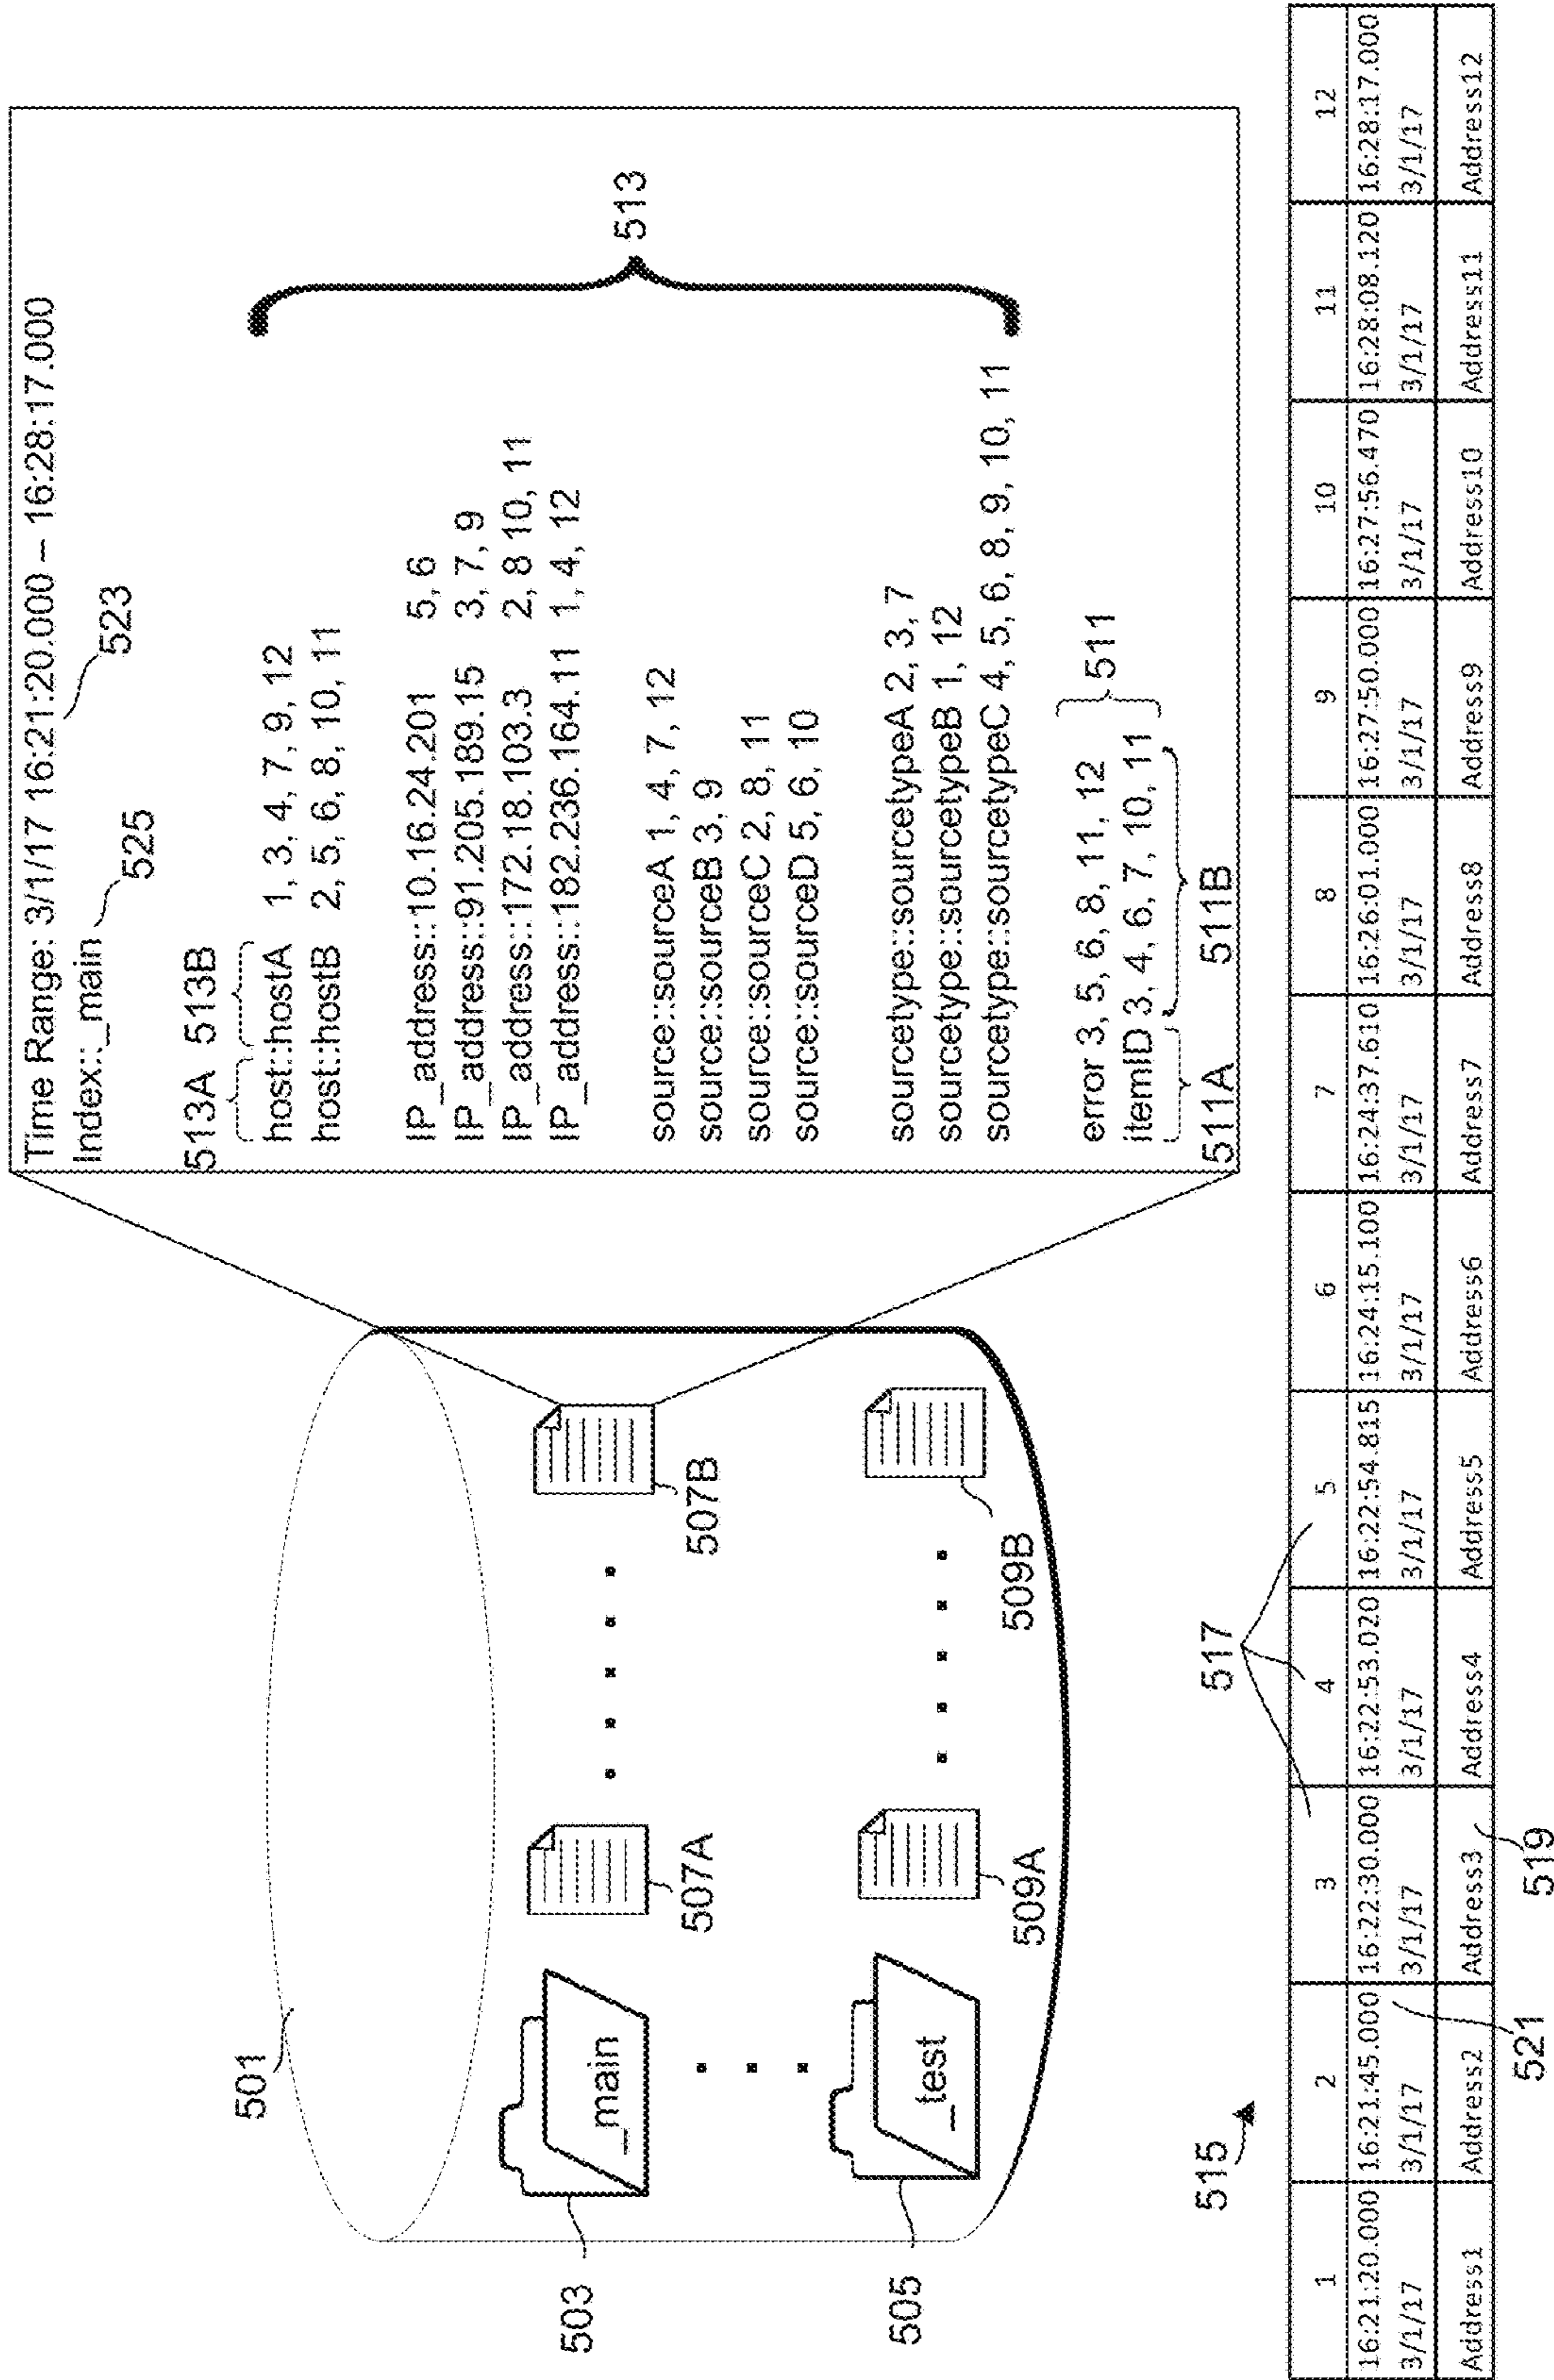 501
503
_main
507A
507B
505
_test
509A
509B
Time Range: 3/1/17 16:21:20.000 – 16:28:17.000
523
Index::_main
525
513A 513B
host::hostA 1, 3, 4, 7, 9, 12
host::hostB 2, 5, 6, 8, 10, 11
IP_address::10.16.24.201 5, 6
IP_address::91.205.189.15 3, 7, 9
IP_address::172.18.103.3 2, 8 10, 11
IP_address::182.236.164.11 1, 4, 12
source::sourceA 1, 4, 7, 12
source::sourceB 3, 9
source::sourceC 2, 8, 11
source::sourceD 5, 6, 10
sourcetype::sourcetypeA 2, 3, 7
sourcetype::sourcetypeB 1, 12
sourcetype::sourcetypeC 4, 5, 6, 8, 9, 10, 11
513
error 3, 5, 6, 8, 11, 12
itemID 3, 4, 6, 7, 10, 11
511
511A 511B
515
517
1 2 3 4 5 6 7 8 9 10 11 12
16:21:20.000 16:21:45.000 16:22:30.000 16:22:53.020 16:22:54.815 16:24:15.100 16:24:37.610 16:26:01.000 16:27:50.000 16:27:56.470 16:28:08.120 16:28:17.000
3/1/17 3/1/17 3/1/17 3/1/17 3/1/17 3/1/17 3/1/17 3/1/17 3/1/17 3/1/17 3/1/17 3/1/17
Address1 Address2 Address3 Address4 Address5 Address6 Address7 Address8 Address9 Address10 Address11 Address12
521
519